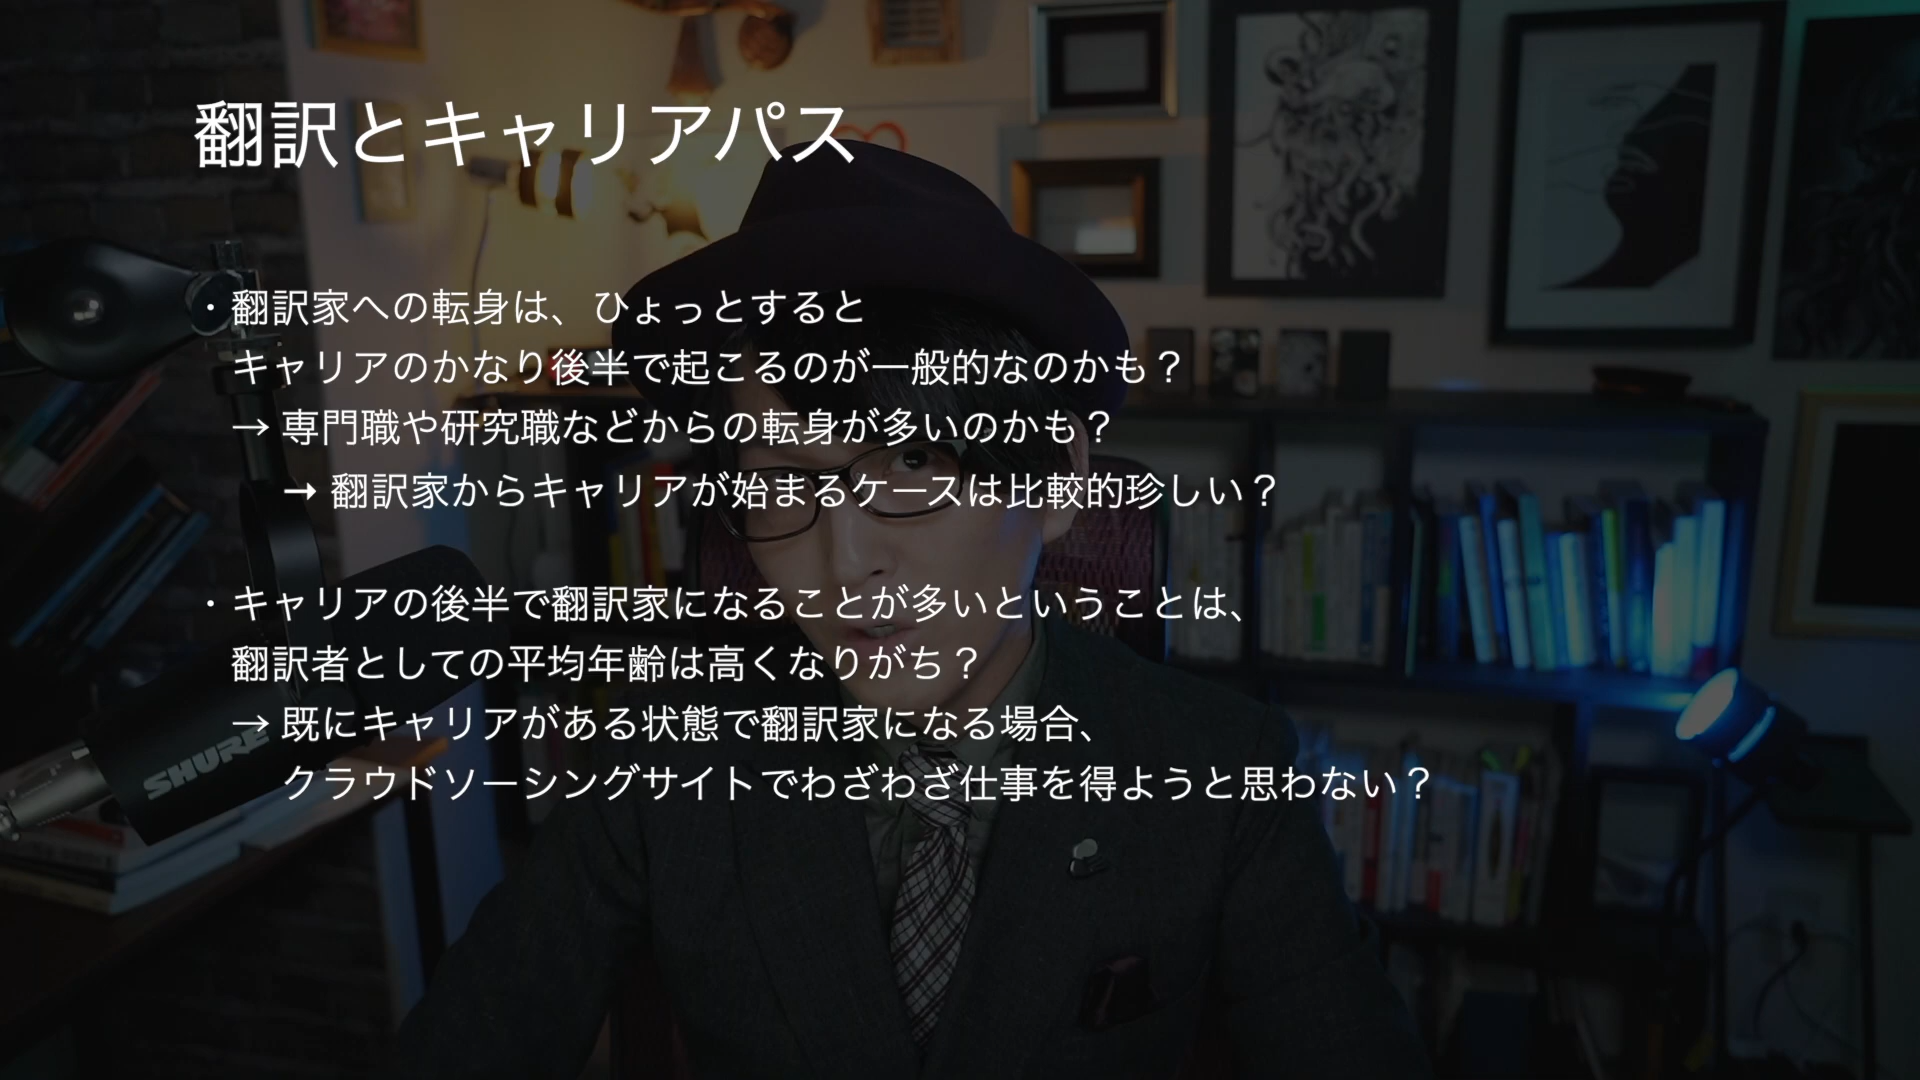 翻訳とキャリアパス
・翻訳家への転身は、ひょっとすると
キャリアのかなり後半で起こるのが一般的なのかも？
→ 専門職や研究職などからの転身が多いのかも？
→ 翻訳家からキャリアが始まるケースは比較的珍しい？
・キャリアの後半で翻訳家になることが多いということは、
翻訳者としての平均年齢は高くなりがち？
→ 既にキャリアがある状態で翻訳家になる場合、
クラウドソーシングサイトでわざわざ仕事を得ようと思わない？
SHURE